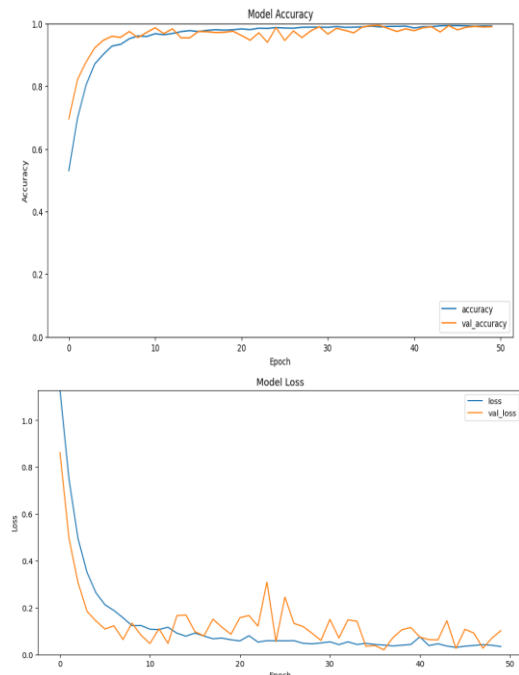 Model Accuracy
1.0
0.8
0.6
0.4
0.2
0.0
Accuracy
accuracy
val_accuracy
0 10 20 30 40 50
Epoch
Model Loss
loss
val_loss
1.0
0.8
0.6
0.4
0.2
0.0
Loss
0 10 20 30 40 50
Epoch